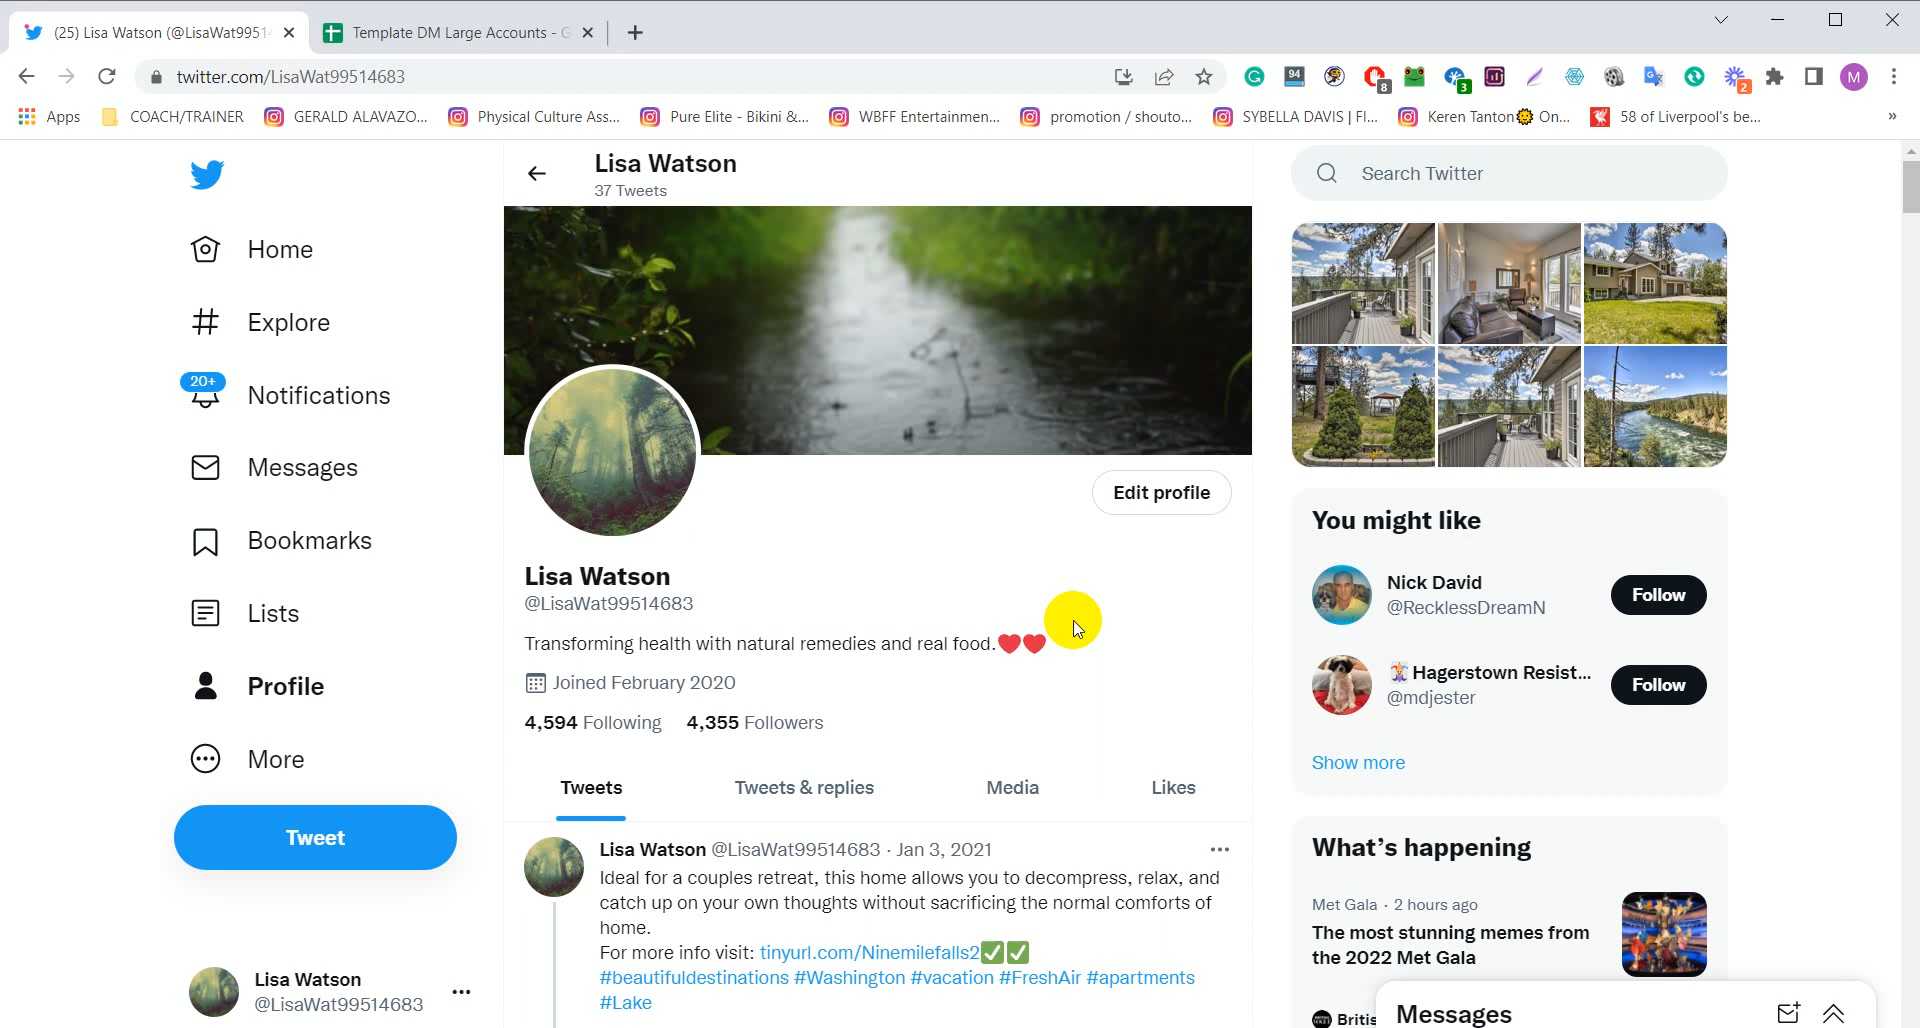 (25) Lisa Watson (@LisaWat9951
Template DM Large Accounts - G
twitter.com/LisaWat99514683
94
8
3
2
M
Apps
COACH/TRAINER
GERALD ALAVAZO...
Physical Culture Ass...
Pure Elite - Bikini &...
WBFF Entertainmen...
promotion / shouto...
SYBELLA DAVIS | FI...
Keren Tanton🌞 On...
58 of Liverpool's be...
»
Home
Explore
20+
Notifications
Messages
Bookmarks
Lists
Profile
More
Tweet
Lisa Watson
@LisaWat99514683
Lisa Watson
37 Tweets
Edit profile
Lisa Watson
@LisaWat99514683
Transforming health with natural remedies and real food.❤️❤️
Joined February 2020
4,594 Following 4,355 Followers
Tweets
Tweets & replies
Media
Likes
Lisa Watson @LisaWat99514683 · Jan 3, 2021
Ideal for a couples retreat, this home allows you to decompress, relax, and
catch up on your own thoughts without sacrificing the normal comforts of
home.
For more info visit: tinyurl.com/Ninemilefalls2✅✅
#beautifuldestinations #Washington #vacation #FreshAir #apartments
#Lake
Search Twitter
You might like
Nick David
@RecklessDreamN
Follow
🃏Hagerstown Resist...
@mdjester
Follow
Show more
What's happening
Met Gala · 2 hours ago
The most stunning memes from
the 2022 Met Gala
Britis
Messages